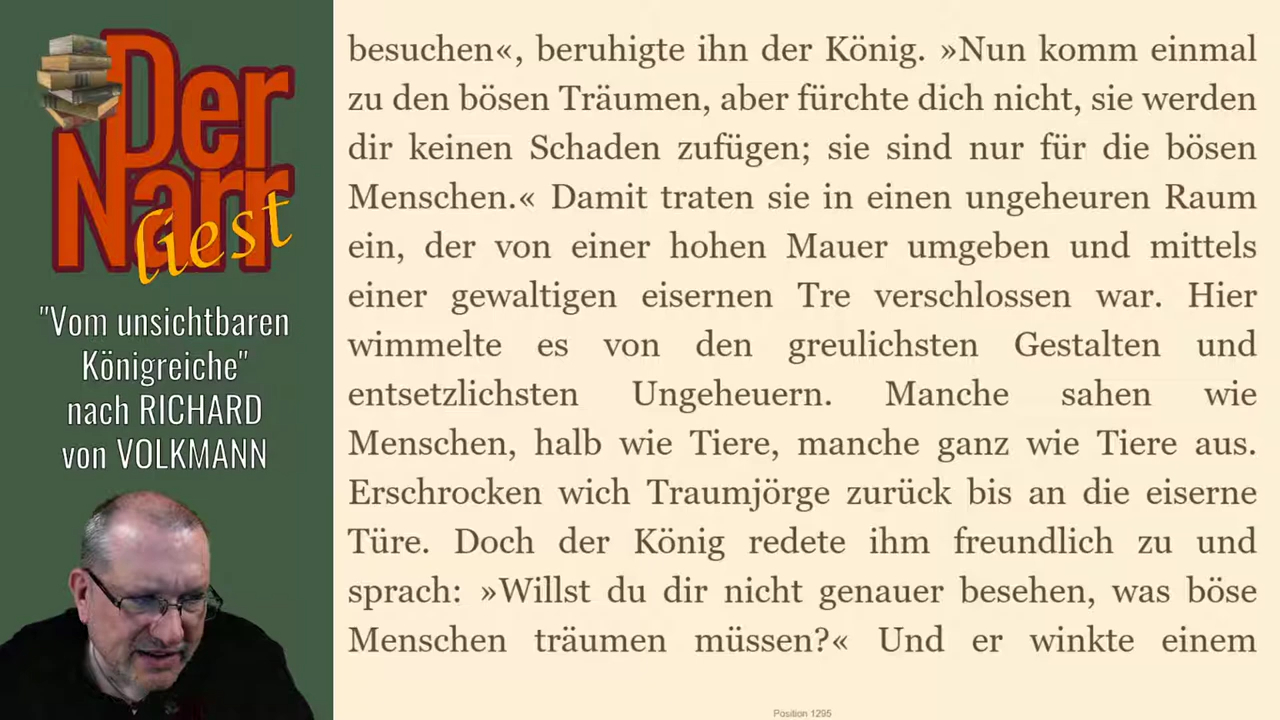 Der
Narr
liest
"Vom unsichtbaren
Königreiche"
nach RICHARD
von VOLKMANN
besuchen«, beruhigte ihn der König. »Nun komm einmal
zu den bösen Träumen, aber fürchte dich nicht, sie werden
dir keinen Schaden zufügen; sie sind nur für die bösen
Menschen.« Damit traten sie in einen ungeheuren Raum
ein, der von einer hohen Mauer umgeben und mittels
einer gewaltigen eisernen Tre verschlossen war. Hier
wimmelte es von den greulichsten Gestalten und
entsetzlichsten Ungeheuern. Manche sahen wie
Menschen, halb wie Tiere, manche ganz wie Tiere aus.
Erschrocken wich Traumjörge zurück bis an die eiserne
Türe. Doch der König redete ihm freundlich zu und
sprach: »Willst du dir nicht genauer besehen, was böse
Menschen träumen müssen?« Und er winkte einem
Position 1295